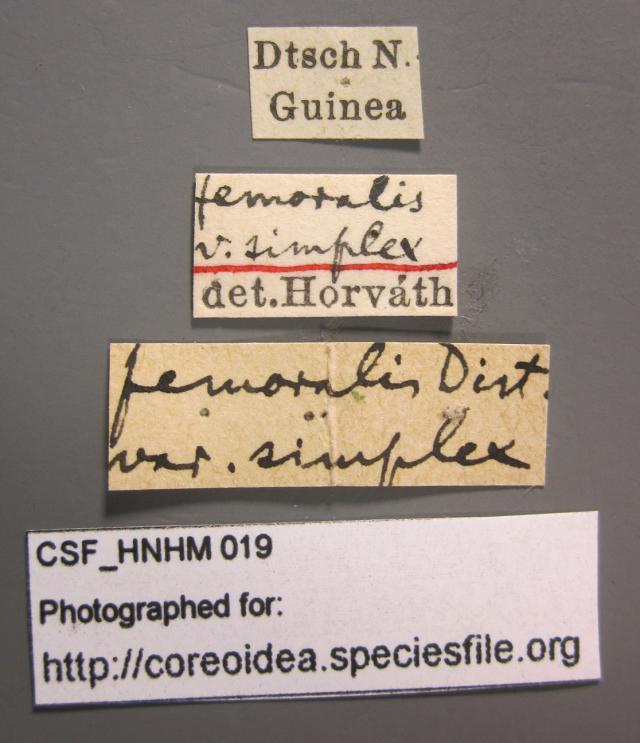 Dtsch N.
Guinea
femoralis
v. simplex
det. Horváth
femoralis Dist.
var. simplex
CSF_HNHM 019
Photographed for:
http://coreoidea.speciesfile.org